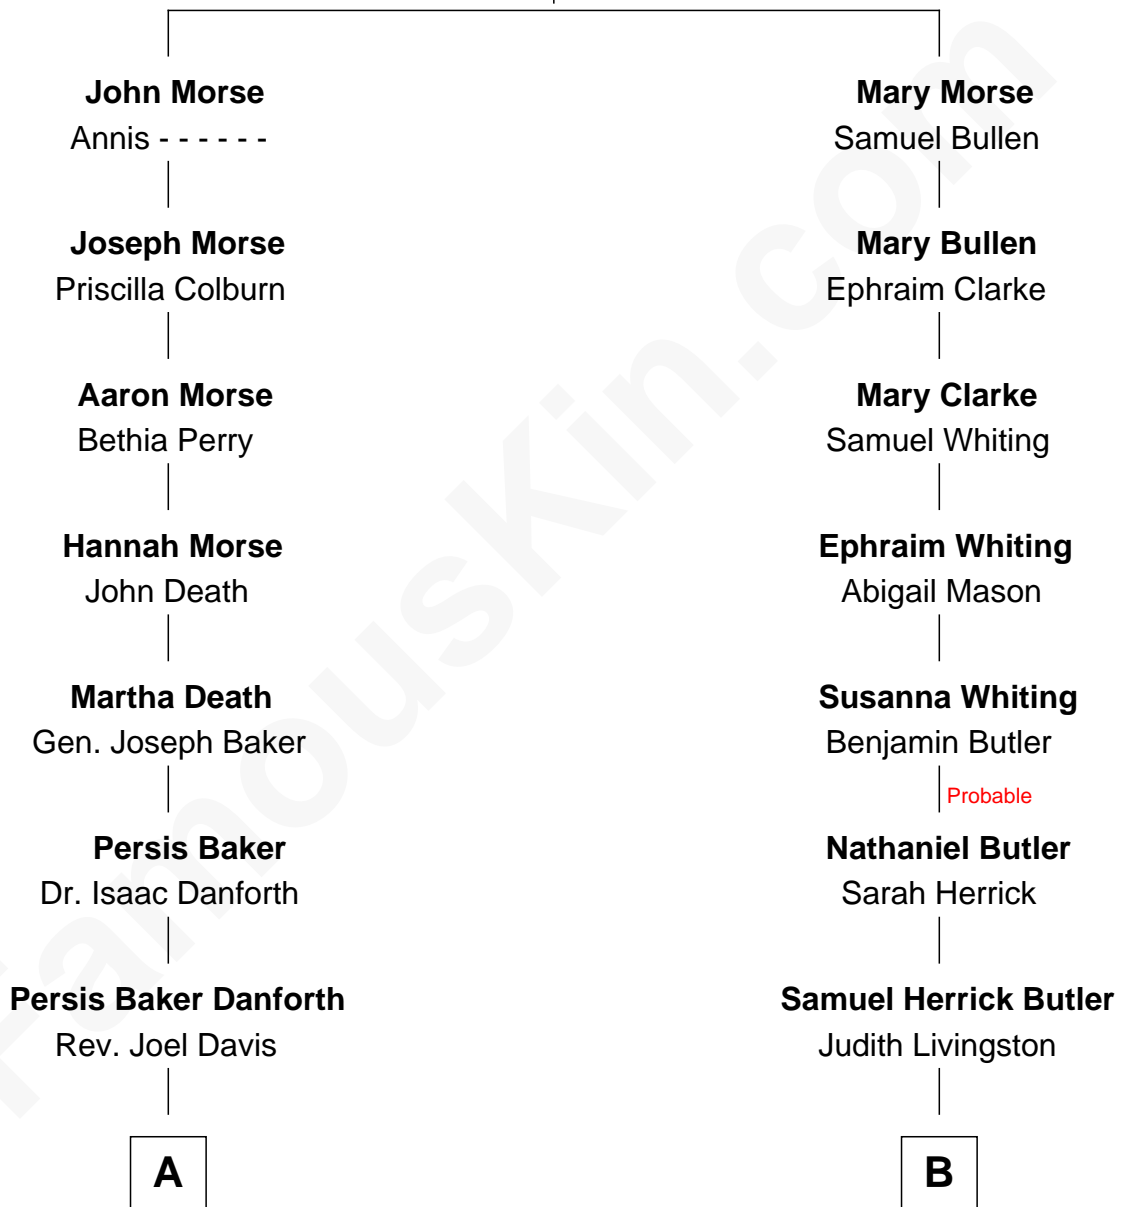 John Morse
Annis - - - - - -
Mary Morse
Samuel Bullen
Joseph Morse
Priscilla Colburn
Mary Bullen
Ephraim Clarke
Aaron Morse
Bethia Perry
Mary Clarke
Samuel Whiting
Hannah Morse
John Death
Ephraim Whiting
Abigail Mason
Martha Death
Gen. Joseph Baker
Susanna Whiting
Benjamin Butler
Probable
Persis Baker
Dr. Isaac Danforth
Nathaniel Butler
Sarah Herrick
Persis Baker Danforth
Rev. Joel Davis
Samuel Herrick Butler
Judith Livingston
A
B
FamousKin.com